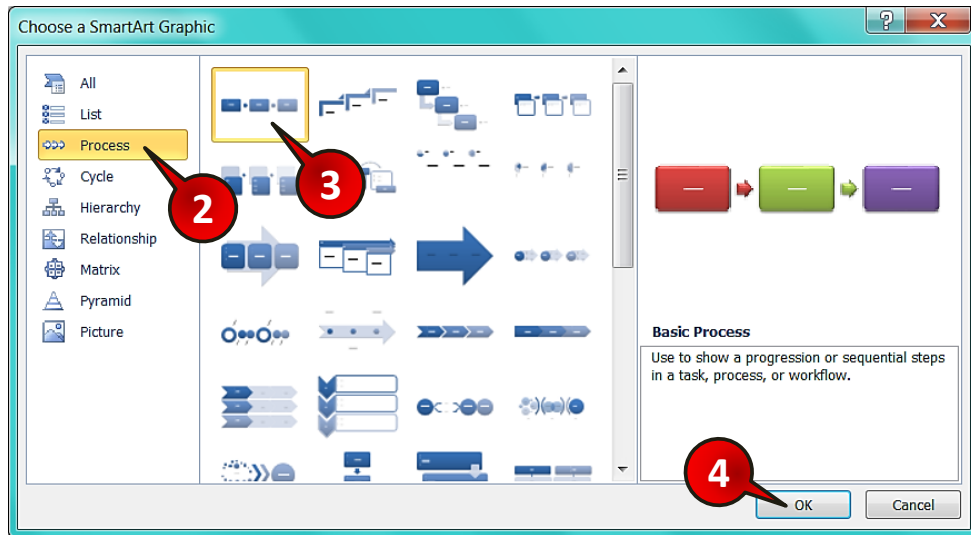 Choose a SmartArt Graphic
All
List
Process
Cycle
Hierarchy
Relationship
Matrix
Pyramid
Picture
2
3
Basic Process
Use to show a progression or sequential steps
in a task, process, or workflow.
4
OK
Cancel